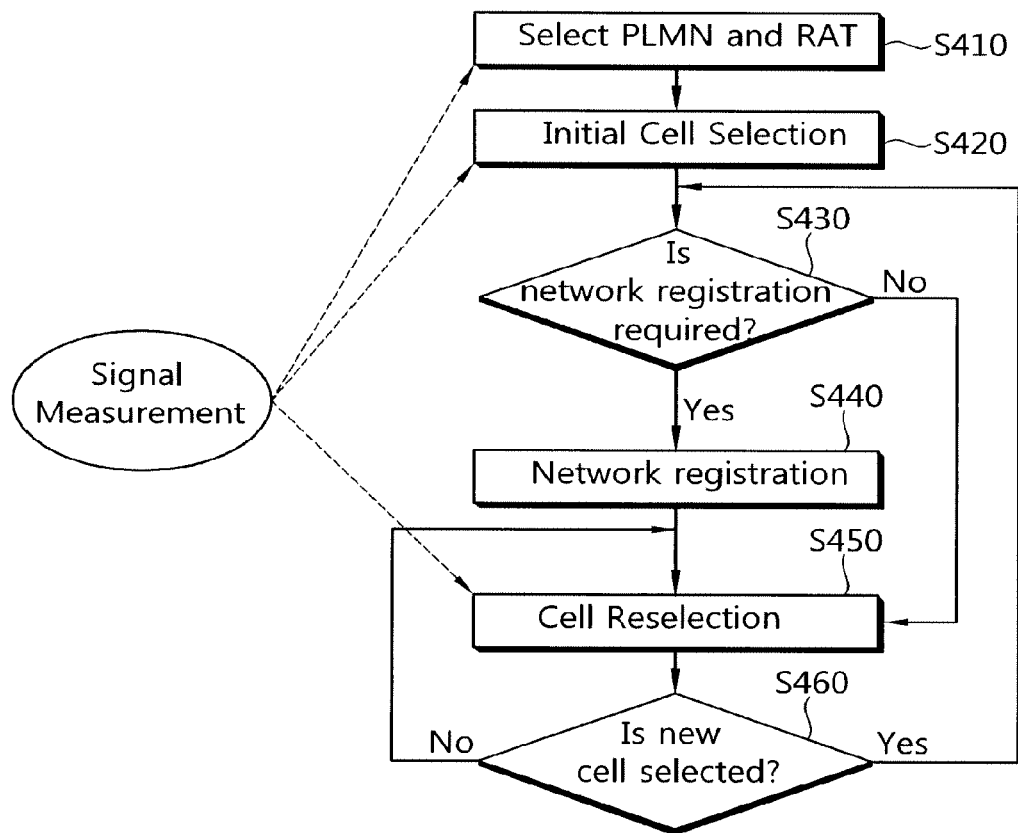 Select PLMN and RAT
S410
Initial Cell Selection
S420
S430
Is
network registration
required?
No
Signal
Measurement
Yes
S440
Network registration
S450
Cell Reselection
S460
Is new
cell selected?
No
Yes